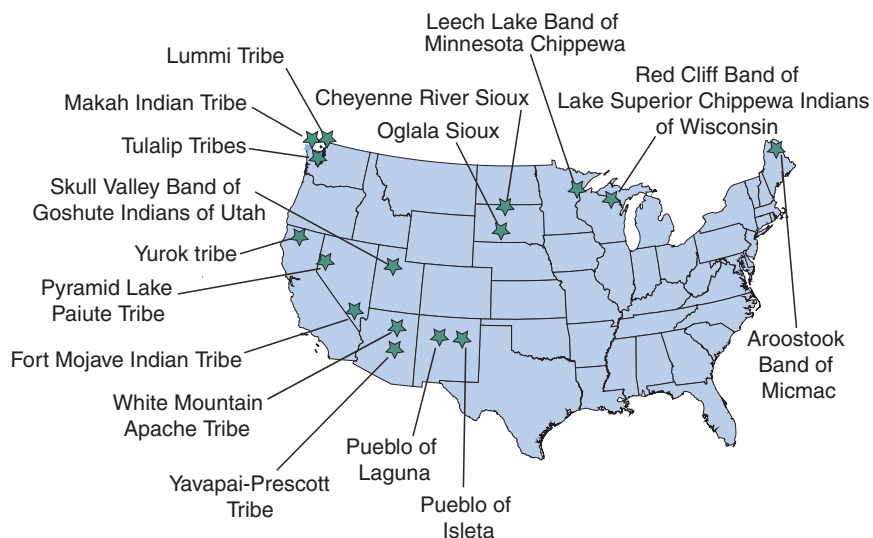 Leech Lake Band of
Minnesota Chippewa
Lummi Tribe
Red Cliff Band of
Lake Superior Chippewa Indians
of Wisconsin
Makah Indian Tribe
Cheyenne River Sioux
Oglala Sioux
Tulalip Tribes
Skull Valley Band of
Goshute Indians of Utah
Yurok tribe
Pyramid Lake
Paiute Tribe
Fort Mojave Indian Tribe
Aroostook
Band of
Micmac
White Mountain
Apache Tribe
Pueblo of
Laguna
Yavapai-Prescott
Tribe
Pueblo of
Isleta